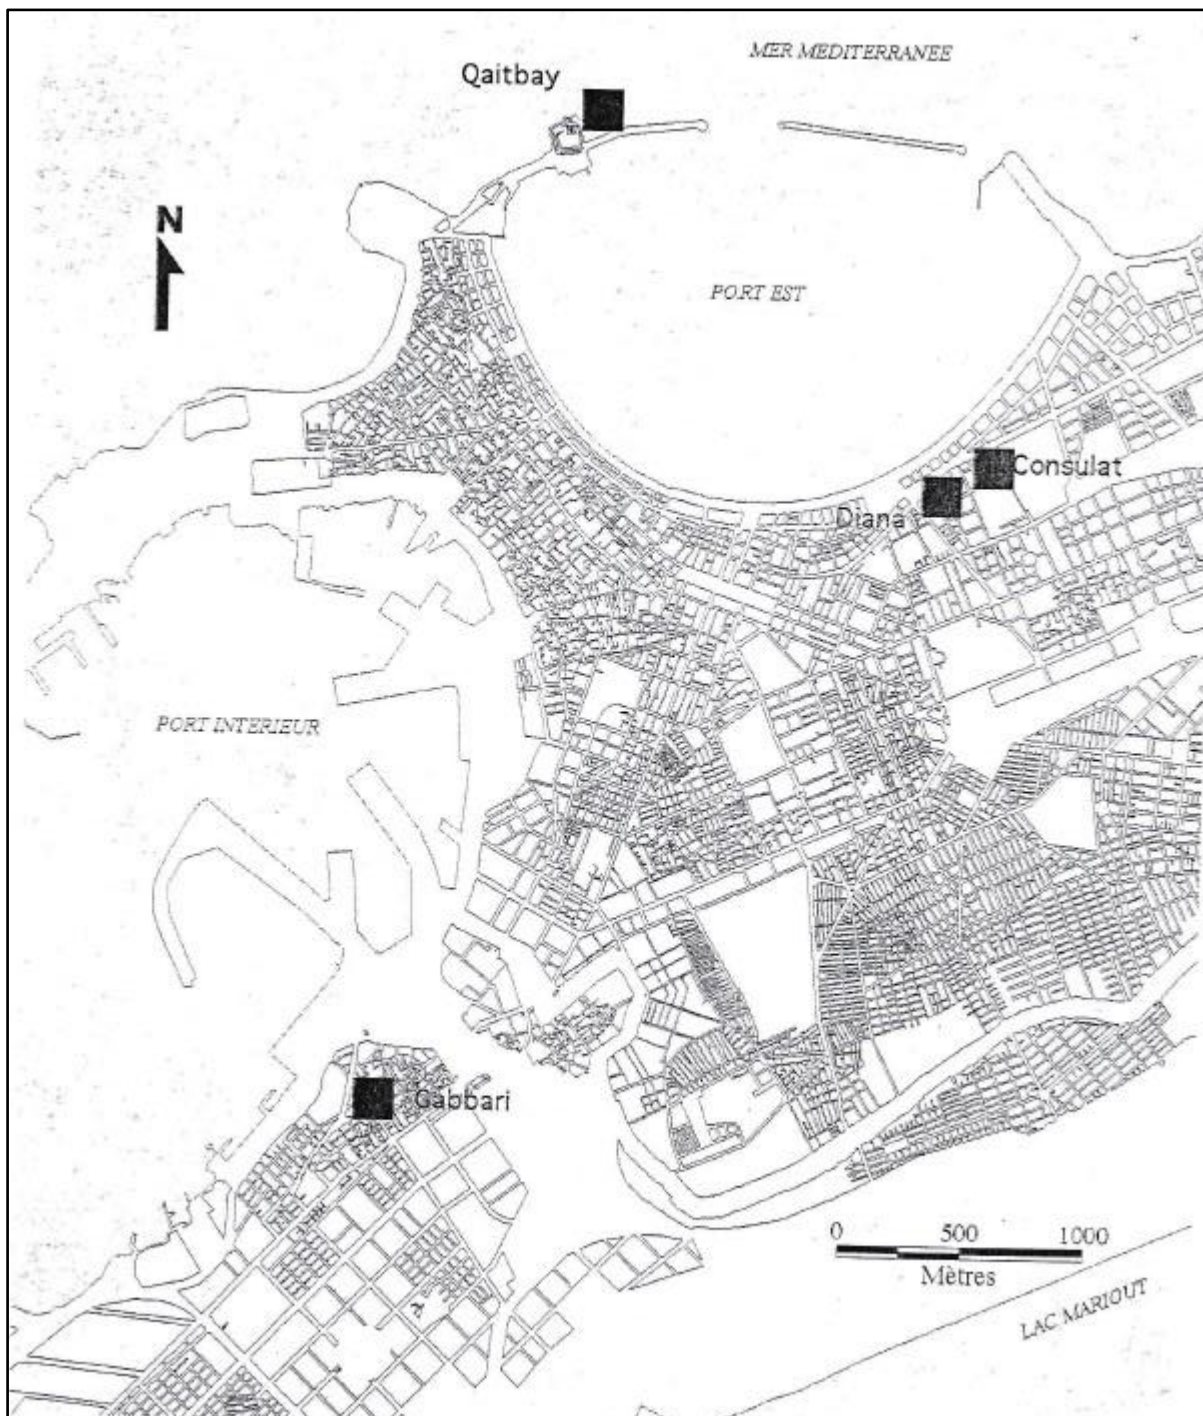 MER MEDITERRANEE
Qaitbay
N
PORT EST
Consulat
Diana
PORT INTERIEUR
Gabbari
0 500 1000
Mètres
LAC MARIOUT